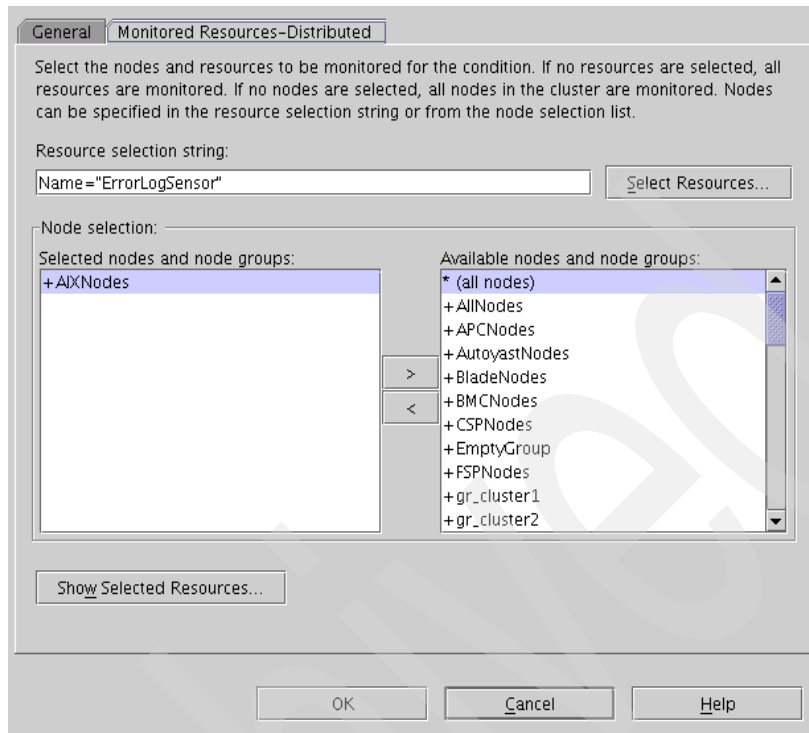 General
Monitored Resources-Distributed
Select the nodes and resources to be monitored for the condition. If no resources are selected, all
resources are monitored. If no nodes are selected, all nodes in the cluster are monitored. Nodes
can be specified in the resource selection string or from the node selection list.
Resource selection string:
Name="ErrorLogSensor"
Select Resources...
Node selection:
Selected nodes and node groups:
+AIXNodes
>
<
Available nodes and node groups:
* (all nodes)
+AllNodes
+APCNodes
+AutoyastNodes
+BladeNodes
+BMCNodes
+CSPNodes
+EmptyGroup
+FSPNodes
+gr_cluster1
+gr_cluster2
Show Selected Resources...
OK
Cancel
Help